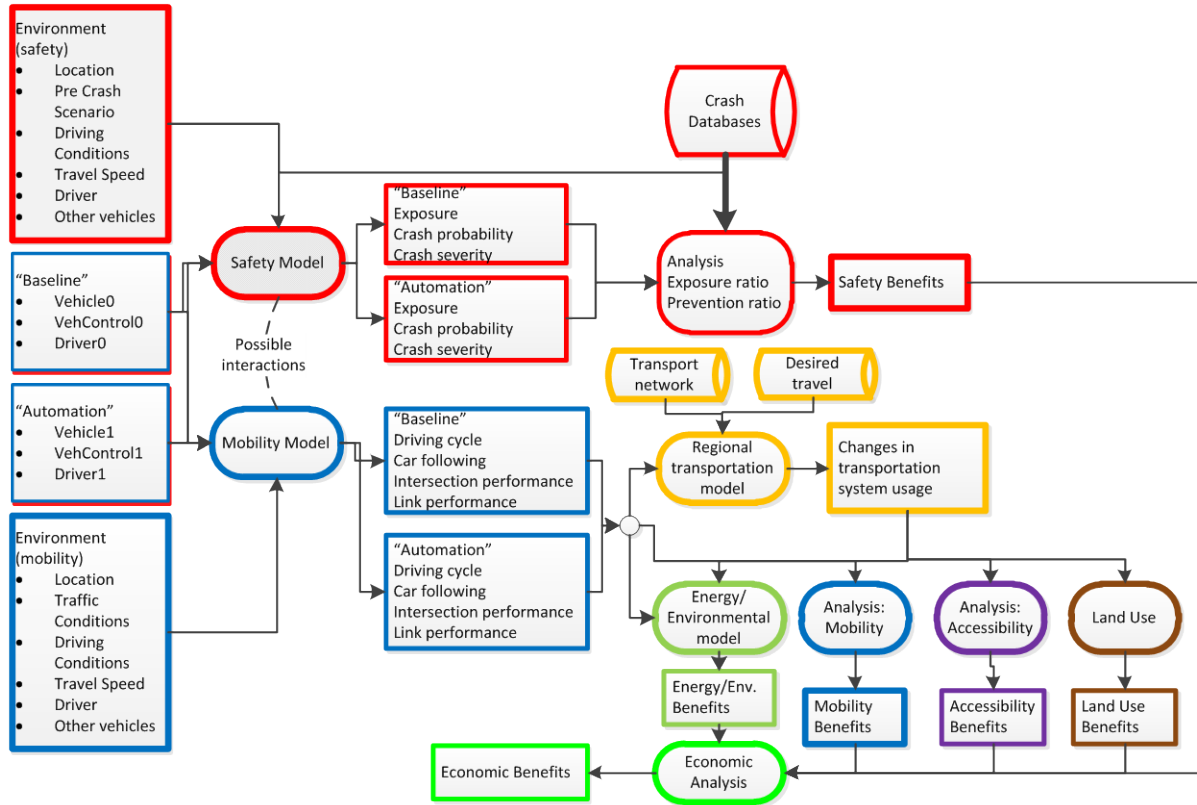 Environment
(safety)
• Location
• Pre Crash
Scenario
• Driving
Conditions
• Travel Speed
• Driver
• Other vehicles
Crash
Databases
"Baseline"
• Vehicle0
• VehControl0
• Driver0
"Automation"
• Vehicle1
• VehControl1
• Driver1
Environment
(mobility)
• Location
• Traffic
Conditions
• Driving
Conditions
• Travel Speed
• Driver
• Other vehicles
Safety Model
Possible
interactions
Mobility Model
"Baseline"
Exposure
Crash probability
Crash severity
"Automation"
Exposure
Crash probability
Crash severity
Analysis
Exposure ratio
Prevention ratio
Safety Benefits
Transport
network
Desired
travel
"Baseline"
Driving cycle
Car following
Intersection performance
Link performance
"Automation"
Driving cycle
Car following
Intersection performance
Link performance
Regional
transportation
model
Changes in
transportation
system usage
Energy/
Environmental
model
Analysis:
Mobility
Analysis:
Accessibility
Land Use
Energy/Env.
Benefits
Mobility
Benefits
Accessibility
Benefits
Land Use
Benefits
Economic Benefits
Economic
Analysis